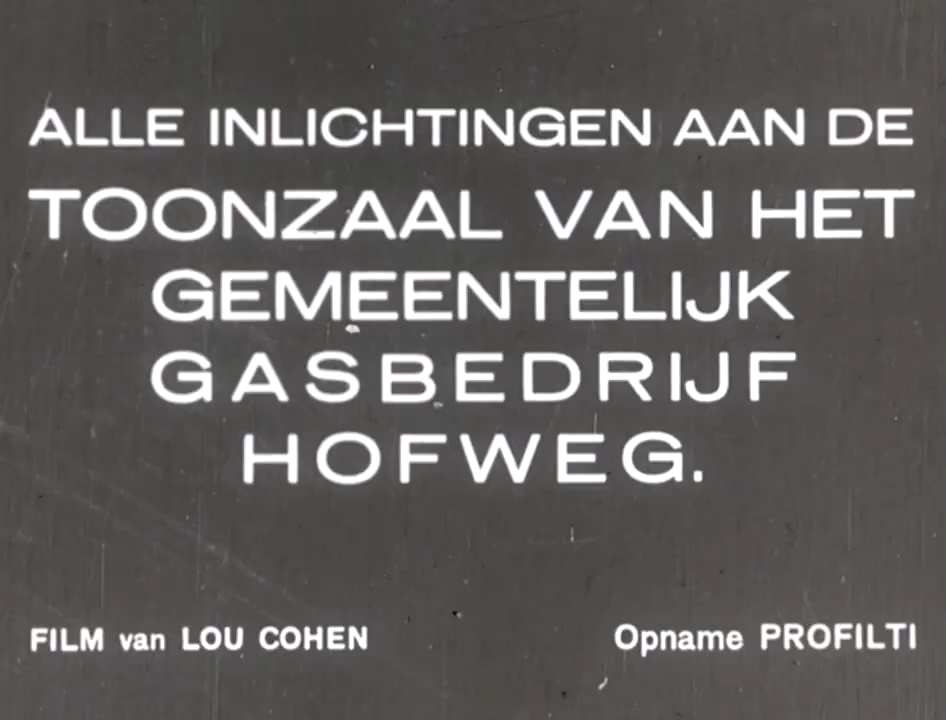 ALLE INLICHTINGEN AAN DE
TOONZAAL VAN HET
GEMEENTELIJK
GASBEDRIJF
HOFWEG.
FILM van LOU COHEN
Opname PROFILTI